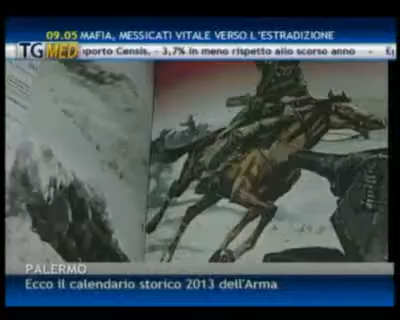 09.05 MAFIA, MESSICATI VITALE VERSO L'ESTRADIZIONE
TG MED
pporto Censis, - 3,7% in meno rispetto allo scorso anno -
PALERMO
Ecco il calendario storico 2013 dell'Arma